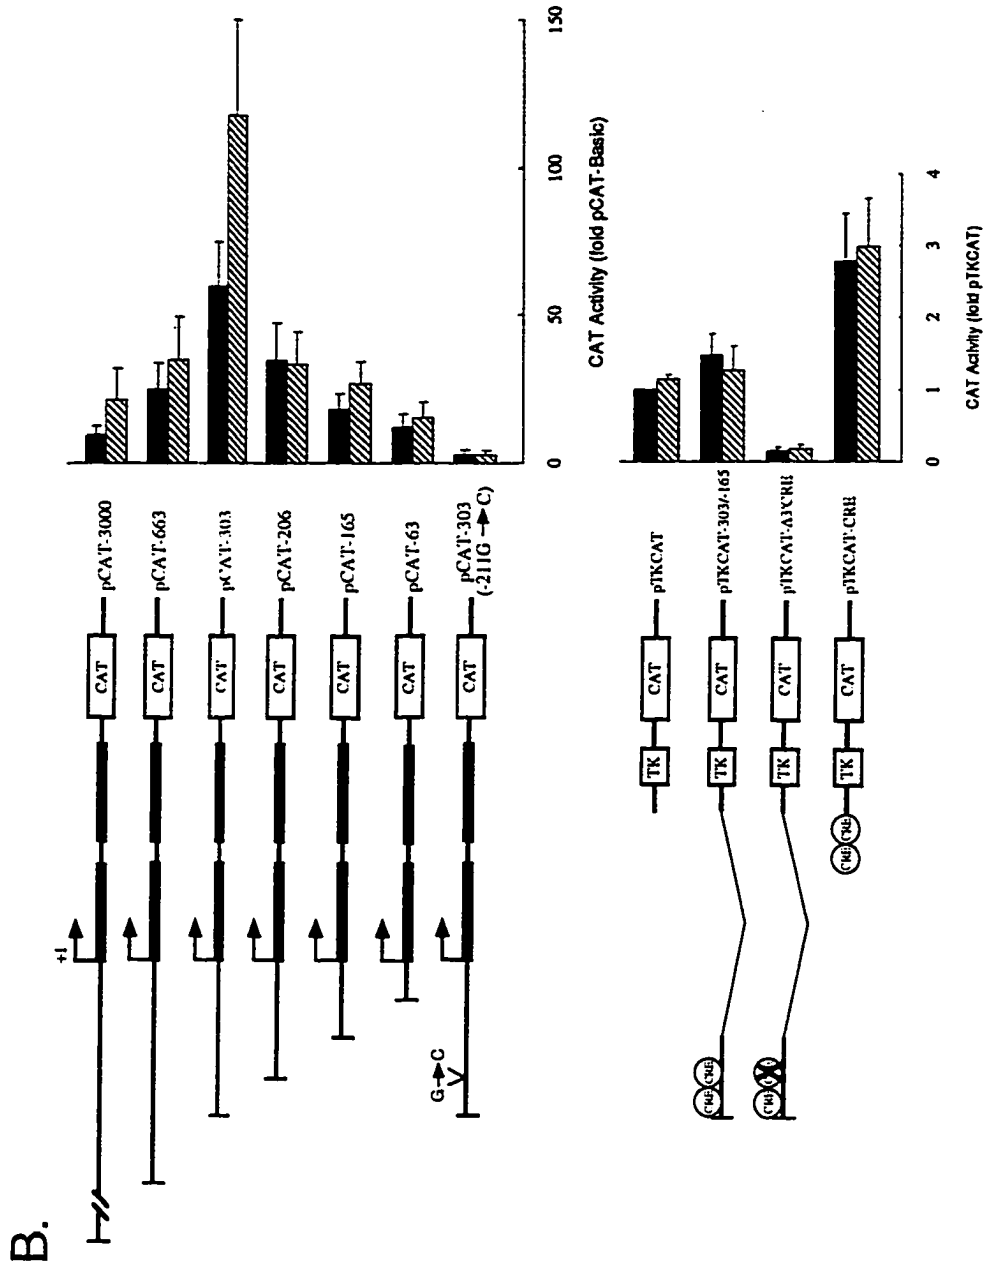 B.
+1
CAT
pCAT-3000
CAT
pCAT-663
CAT
pCAT-303
CAT
pCAT-206
CAT
pCAT-165
CAT
pCAT-63
G→C
CAT
pCAT-303
(-211G → C)
0
50
100
150
CAT Activity (fold pCAT-Basic)
TK
CAT
pTKCAT
CRE
CRE
TK
CAT
pTKCAT-303/-165
CRE
TK
CAT
pTKCAT-Δ3'CRE
CRE
CRE
TK
CAT
pTKCAT-CRE
0
1
2
3
4
CAT Activity (fold pTKCAT)